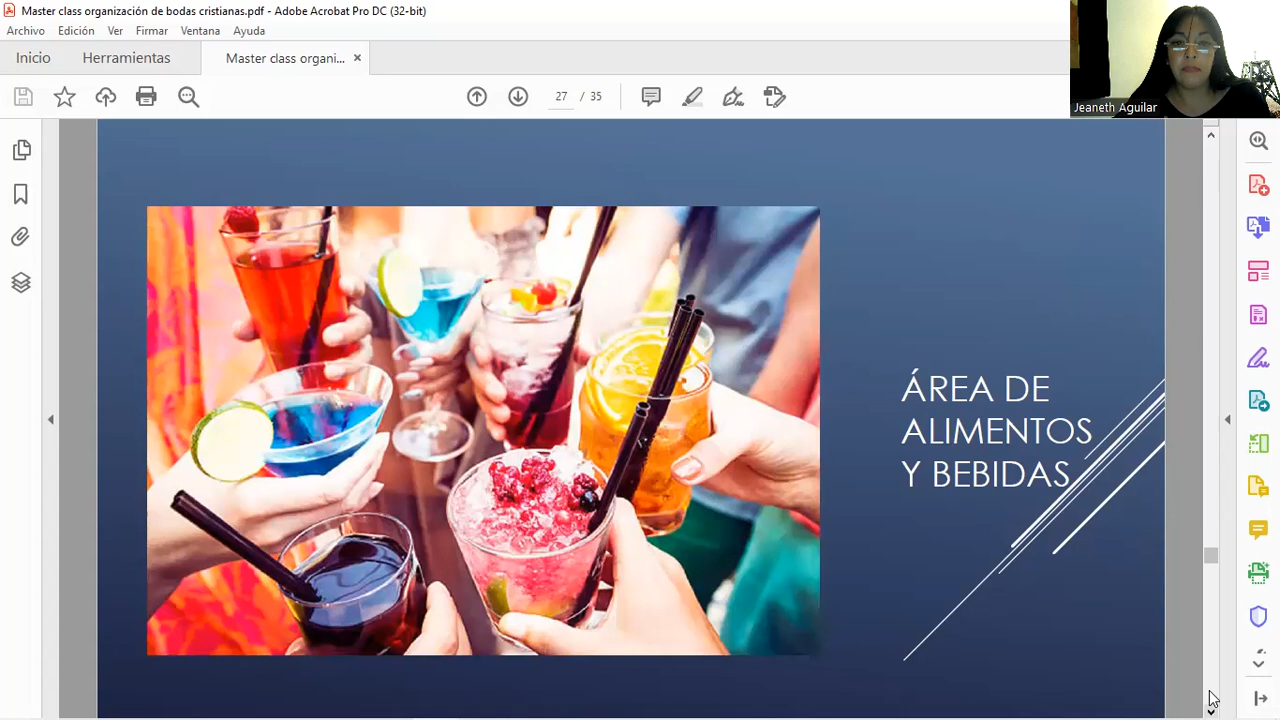 Master class organización de bodas cristianas.pdf - Adobe Acrobat Pro DC (32-bit)
Archivo Edición Ver Firmar Ventana Ayuda
Inicio Herramientas Master class organi... ×
27 / 35
Jeaneth Aguilar
ÁREA DE
ALIMENTOS
Y BEBIDAS